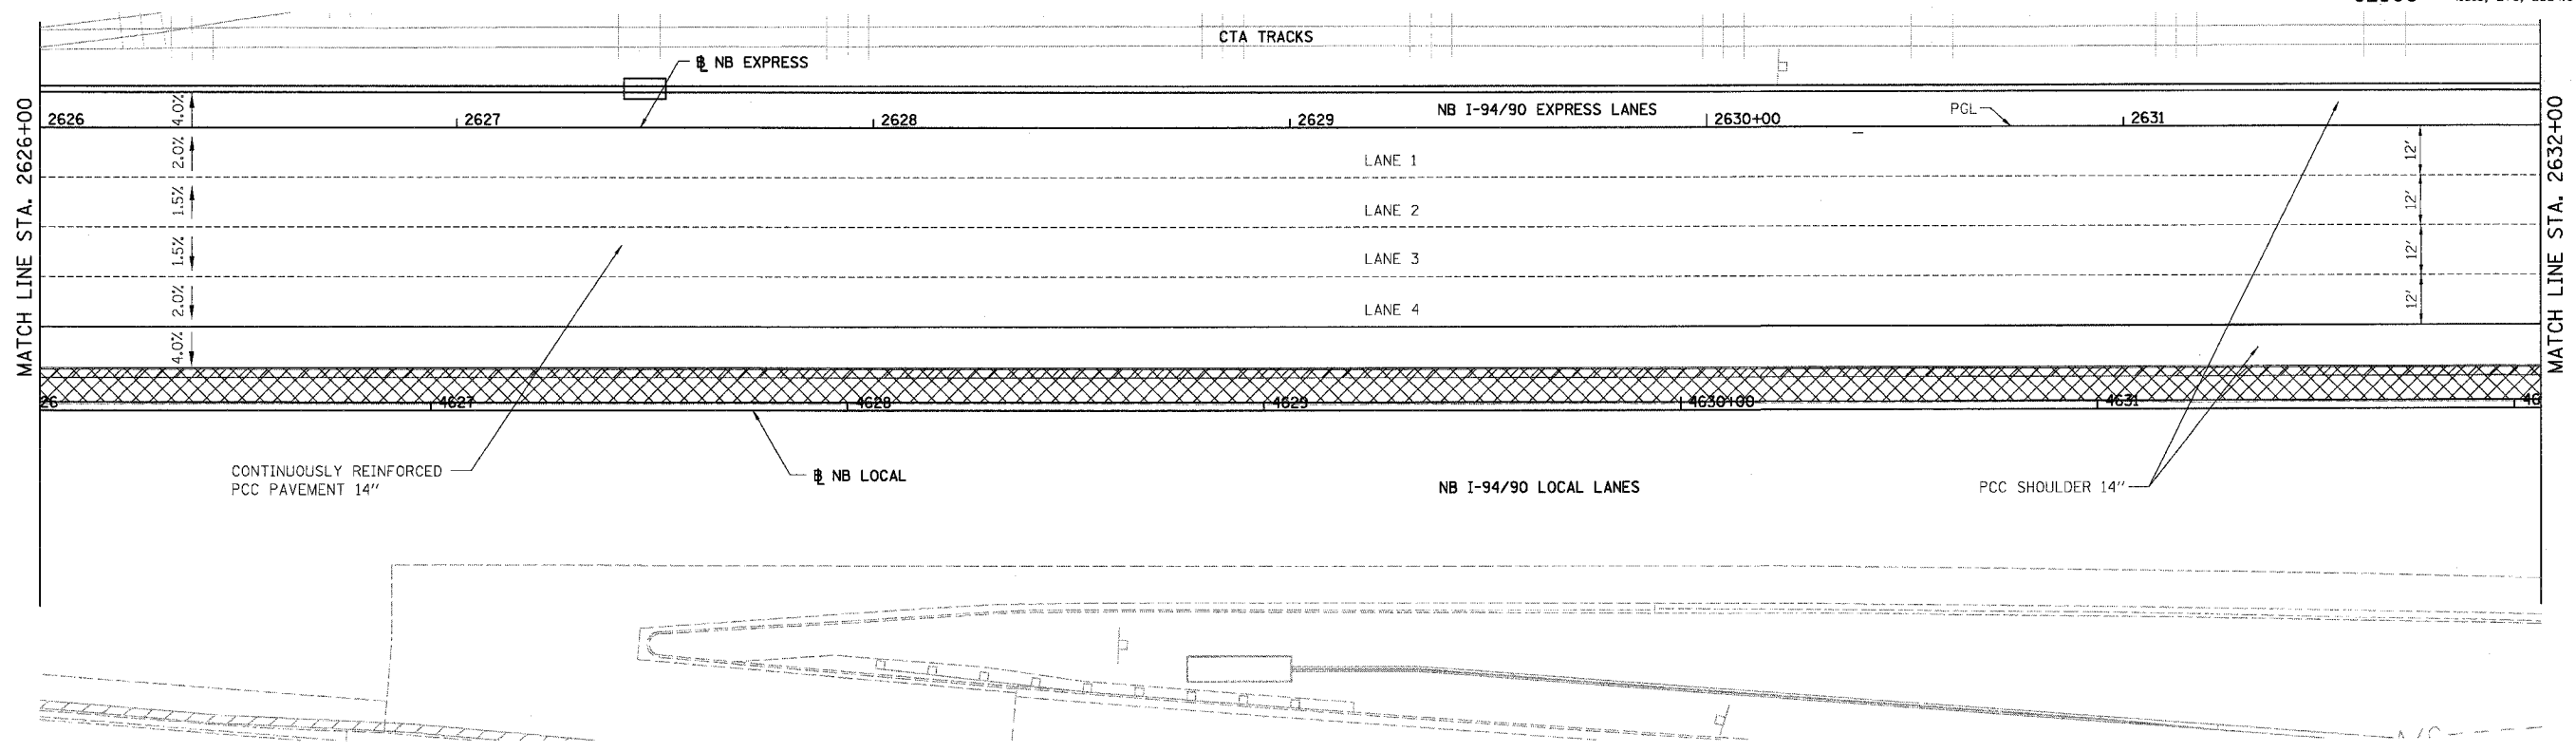 CTA TRACKS
℄ NB EXPRESS
NB I-94/90 EXPRESS LANES
PGL
2626
2627
2628
2629
2630+00
2631
MATCH LINE STA. 2626+00
MATCH LINE STA. 2632+00
4.0%
2.0%
1.5%
1.5%
2.0%
4.0%
LANE 1
LANE 2
LANE 3
LANE 4
12'
12'
12'
12'
26
4627
4628
4629
4630+00
4631
46
CONTINUOUSLY REINFORCED
PCC PAVEMENT 14"
℄ NB LOCAL
NB I-94/90 LOCAL LANES
PCC SHOULDER 14"